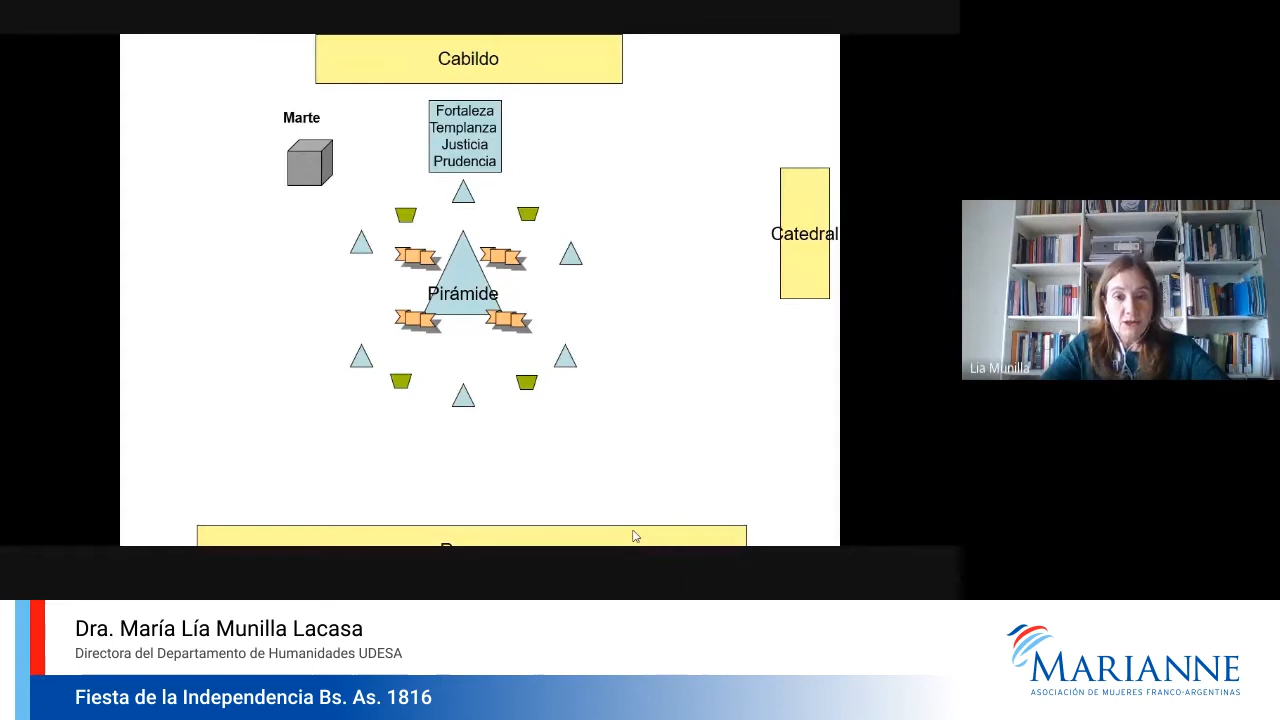 Cabildo
Marte
Fortaleza
Templanza
Justicia
Prudencia
Catedral
Pirámide
Lia Munilla
Dra. María Lía Munilla Lacasa
Directora del Departamento de Humanidades UDESA
Fiesta de la Independencia Bs. As. 1816
MARIANNE
ASOCIACIÓN DE MUJERES FRANCO-ARGENTINAS